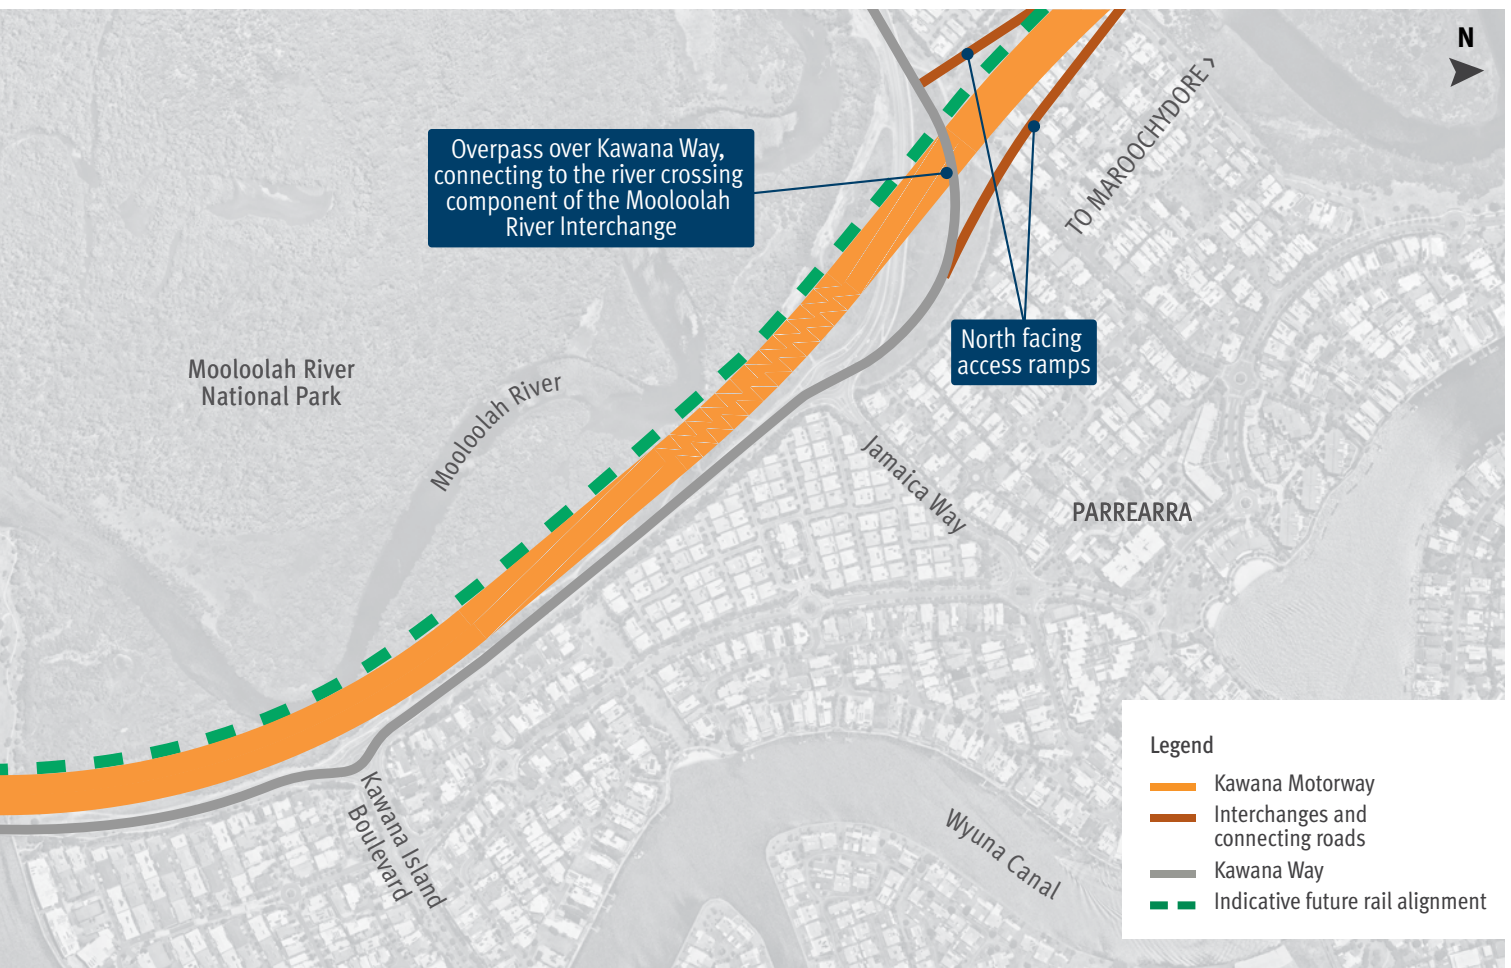 N
TO MAROOCHYDORE >
Overpass over Kawana Way,
connecting to the river crossing
component of the Mooloolah
River Interchange
North facing
access ramps
Mooloolah River
National Park
Mooloolah River
Jamaica Way
PARREARRA
Kawana Island
Boulevard
Wyuna Canal
Legend
Kawana Motorway
Interchanges and
connecting roads
Kawana Way
Indicative future rail alignment